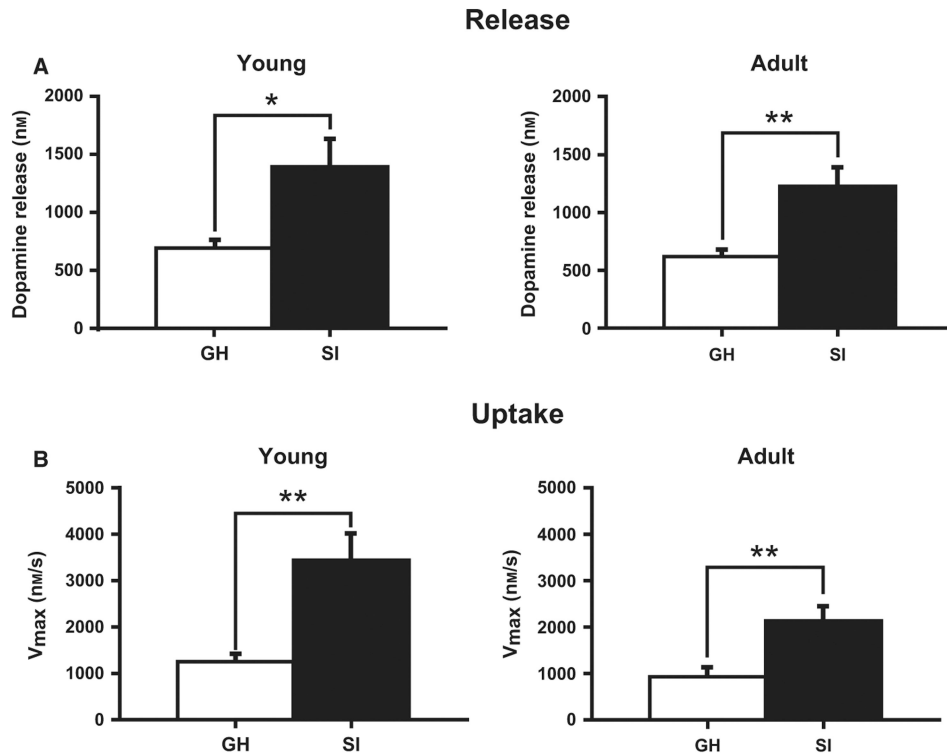 Release
A
Young
Adult
Dopamine release (nM)
2000
1500
1000
500
0
*
GH
SI
Dopamine release (nM)
2000
1500
1000
500
0
**
GH
SI
Uptake
B
Young
Adult
Vmax (nM/s)
5000
4000
3000
2000
1000
0
**
GH
SI
Vmax (nM/s)
5000
4000
3000
2000
1000
0
**
GH
SI